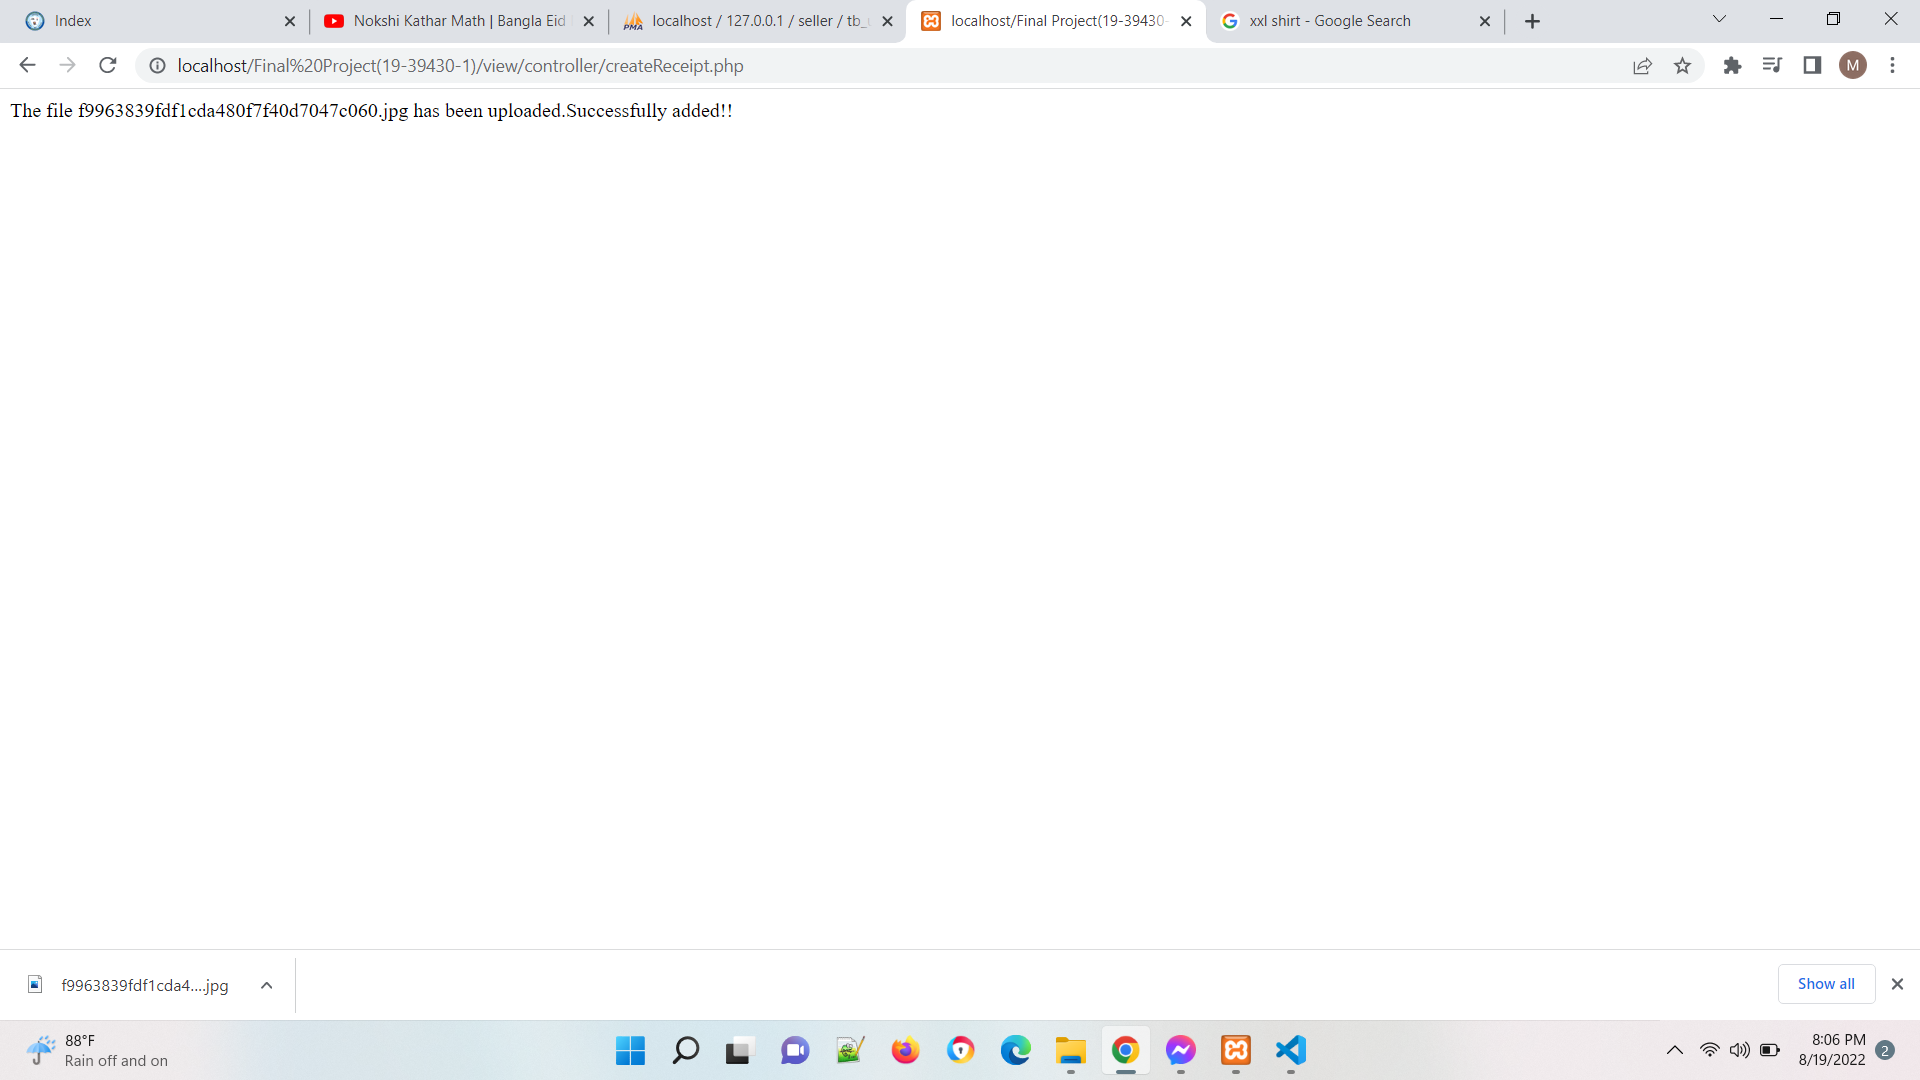 Index
Nokshi Kathar Math | Bangla Eid
localhost / 127.0.0.1 / seller / tb_u
localhost/Final Project(19-39430-
xxl shirt - Google Search
localhost/Final%20Project(19-39430-1)/view/controller/createReceipt.php
M
The file f9963839fdf1cda480f7f40d7047c060.jpg has been uploaded.Successfully added!!
f9963839fdf1cda4....jpg
Show all
88°F
Rain off and on
8:06 PM
8/19/2022
2